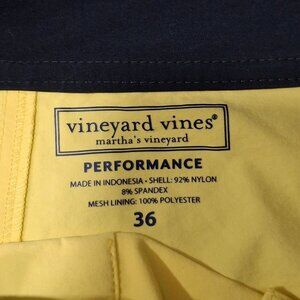 vineyard vines®
martha's vineyard
PERFORMANCE
MADE IN INDONESIA • SHELL: 92% NYLON
8% SPANDEX
MESH LINING: 100% POLYESTER
36